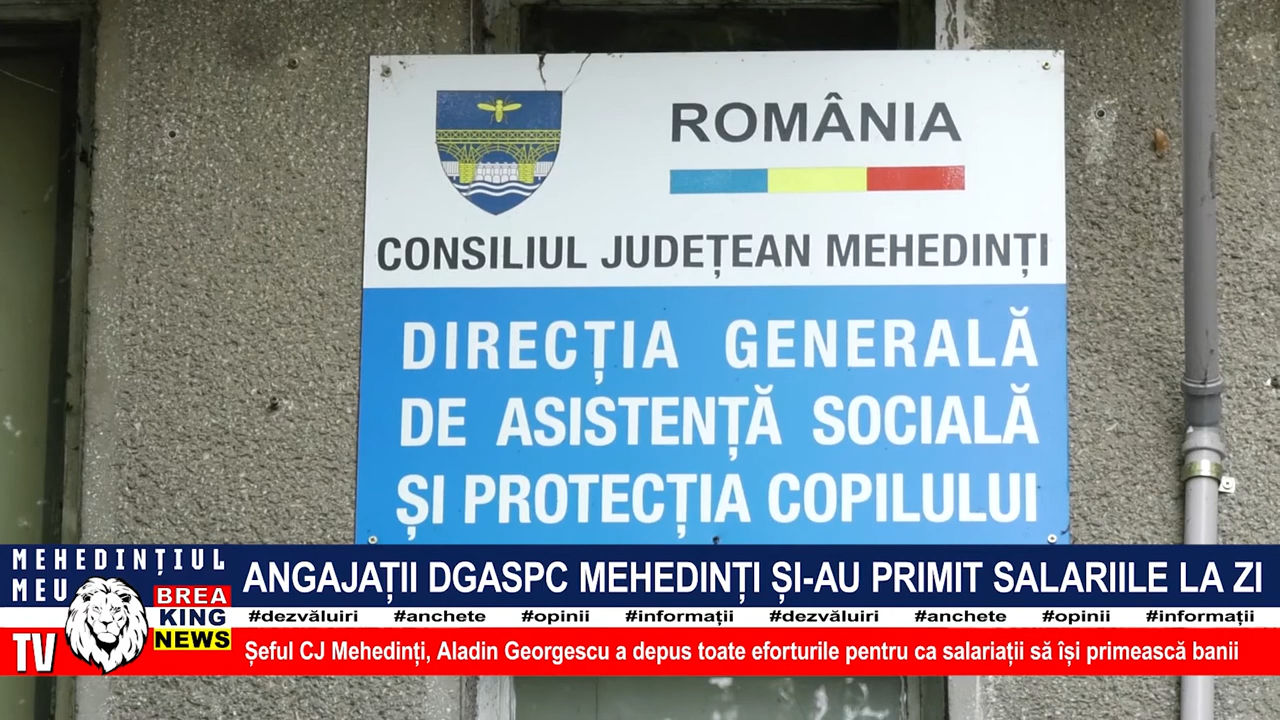 ROMÂNIA
CONSILIUL JUDEȚEAN MEHEDINȚI
DIRECȚIA GENERALĂ
DE ASISTENȚĂ SOCIALĂ
ȘI PROTECȚIA COPILULUI
MEHEDINȚIUL
MEU
TV
BREA
KING
NEWS
ANGAJAȚII DGASPC MEHEDINȚI ȘI-AU PRIMIT SALARIILE LA ZI
#dezvăluiri #anchete #opinii #informații #dezvăluiri #anchete #opinii #informații
Șeful CJ Mehedinți, Aladin Georgescu a depus toate eforturile pentru ca salariații să își primească banii